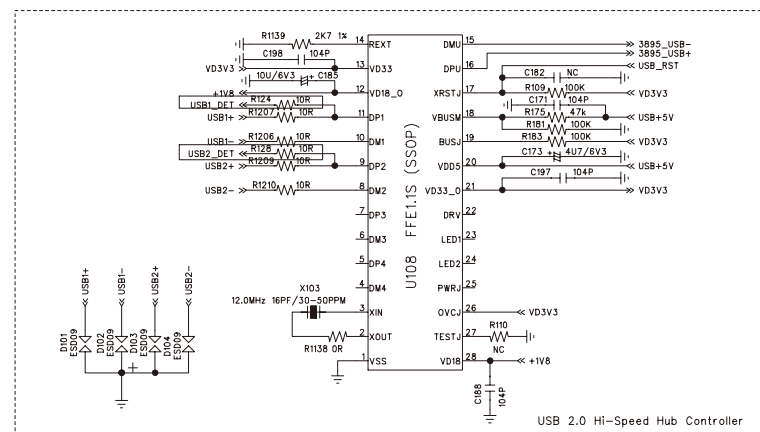 R1139 2K7 1% 14 REXT DMU 15 3895_USB-
C198 104P DPU 16 3895_USB+
VD3V3 13 VD33 USB_RST
10U/6V3 + C185 C182 NC
+1V8 12 VD18_O XRSTJ 17 R109 100K VD3V3
R124 10R C171 104P
USB1_DET
USB1+ R1207 10R 11 DP1 VBUSM 18 R175 47k USB+5V
R181 100K
USB1- R1206 10R 10 DM1 BUSJ 19 R183 100K VD3V3
USB2_DET R128 10R C173 + 4U7/6V3
USB2+ R1209 10R 9 DP2 VDD5 20 USB+5V
C197 104P
USB2- R1210 10R 8 DM2 VD33_O 21 VD3V3
7 DP3 DRV 22
6 DM3 LED1 23
5 DP4 LED2 24
4 DM4 PWRJ 25
U108 FFE1.1S (SSOP)
X103
12.0MHz 16PF/30-50PPM
3 XIN OVCJ 26 VD3V3
R110
2 XOUT TESTJ 27
R1138 0R NC
1 VSS VD18 28 +1V8
C188 104P
USB1+
USB1-
USB2+
USB2-
D101 ESD09
D102 ESD09
D103 ESD09
D104 ESD09
USB 2.0 Hi-Speed Hub Controller